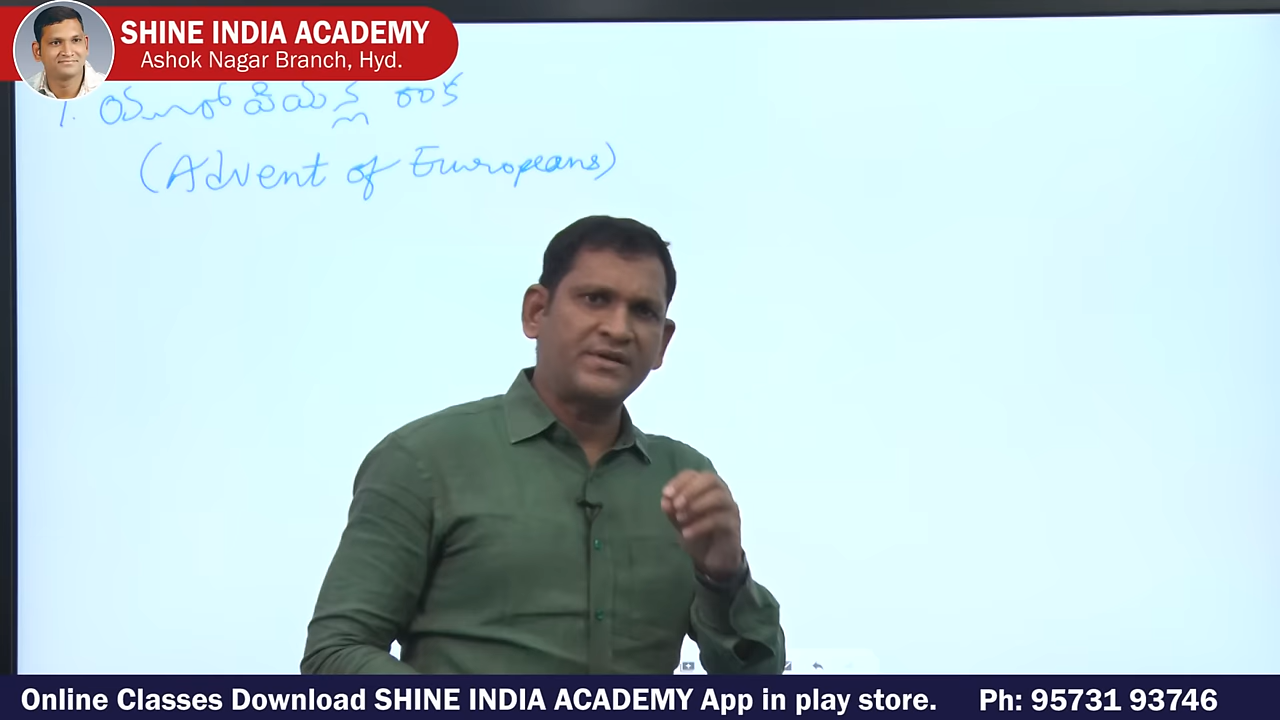 SHINE INDIA ACADEMY
Ashok Nagar Branch, Hyd.
1. యూరోపియన్ల రాక
(Advent of Europeans)
Online Classes Download SHINE INDIA ACADEMY App in play store. Ph: 95731 93746